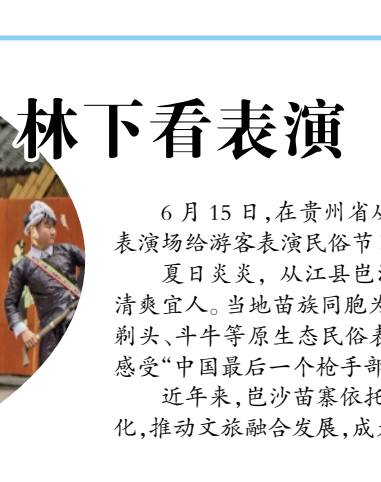 林下看表演
6月15日,在贵州省从
表演场给游客表演民俗节
夏日炎炎，从江县岜沙
清爽宜人。当地苗族同胞为
剃头、斗牛等原生态民俗表
感受“中国最后一个枪手部
近年来,岜沙苗寨依托
化,推动文旅融合发展,成为